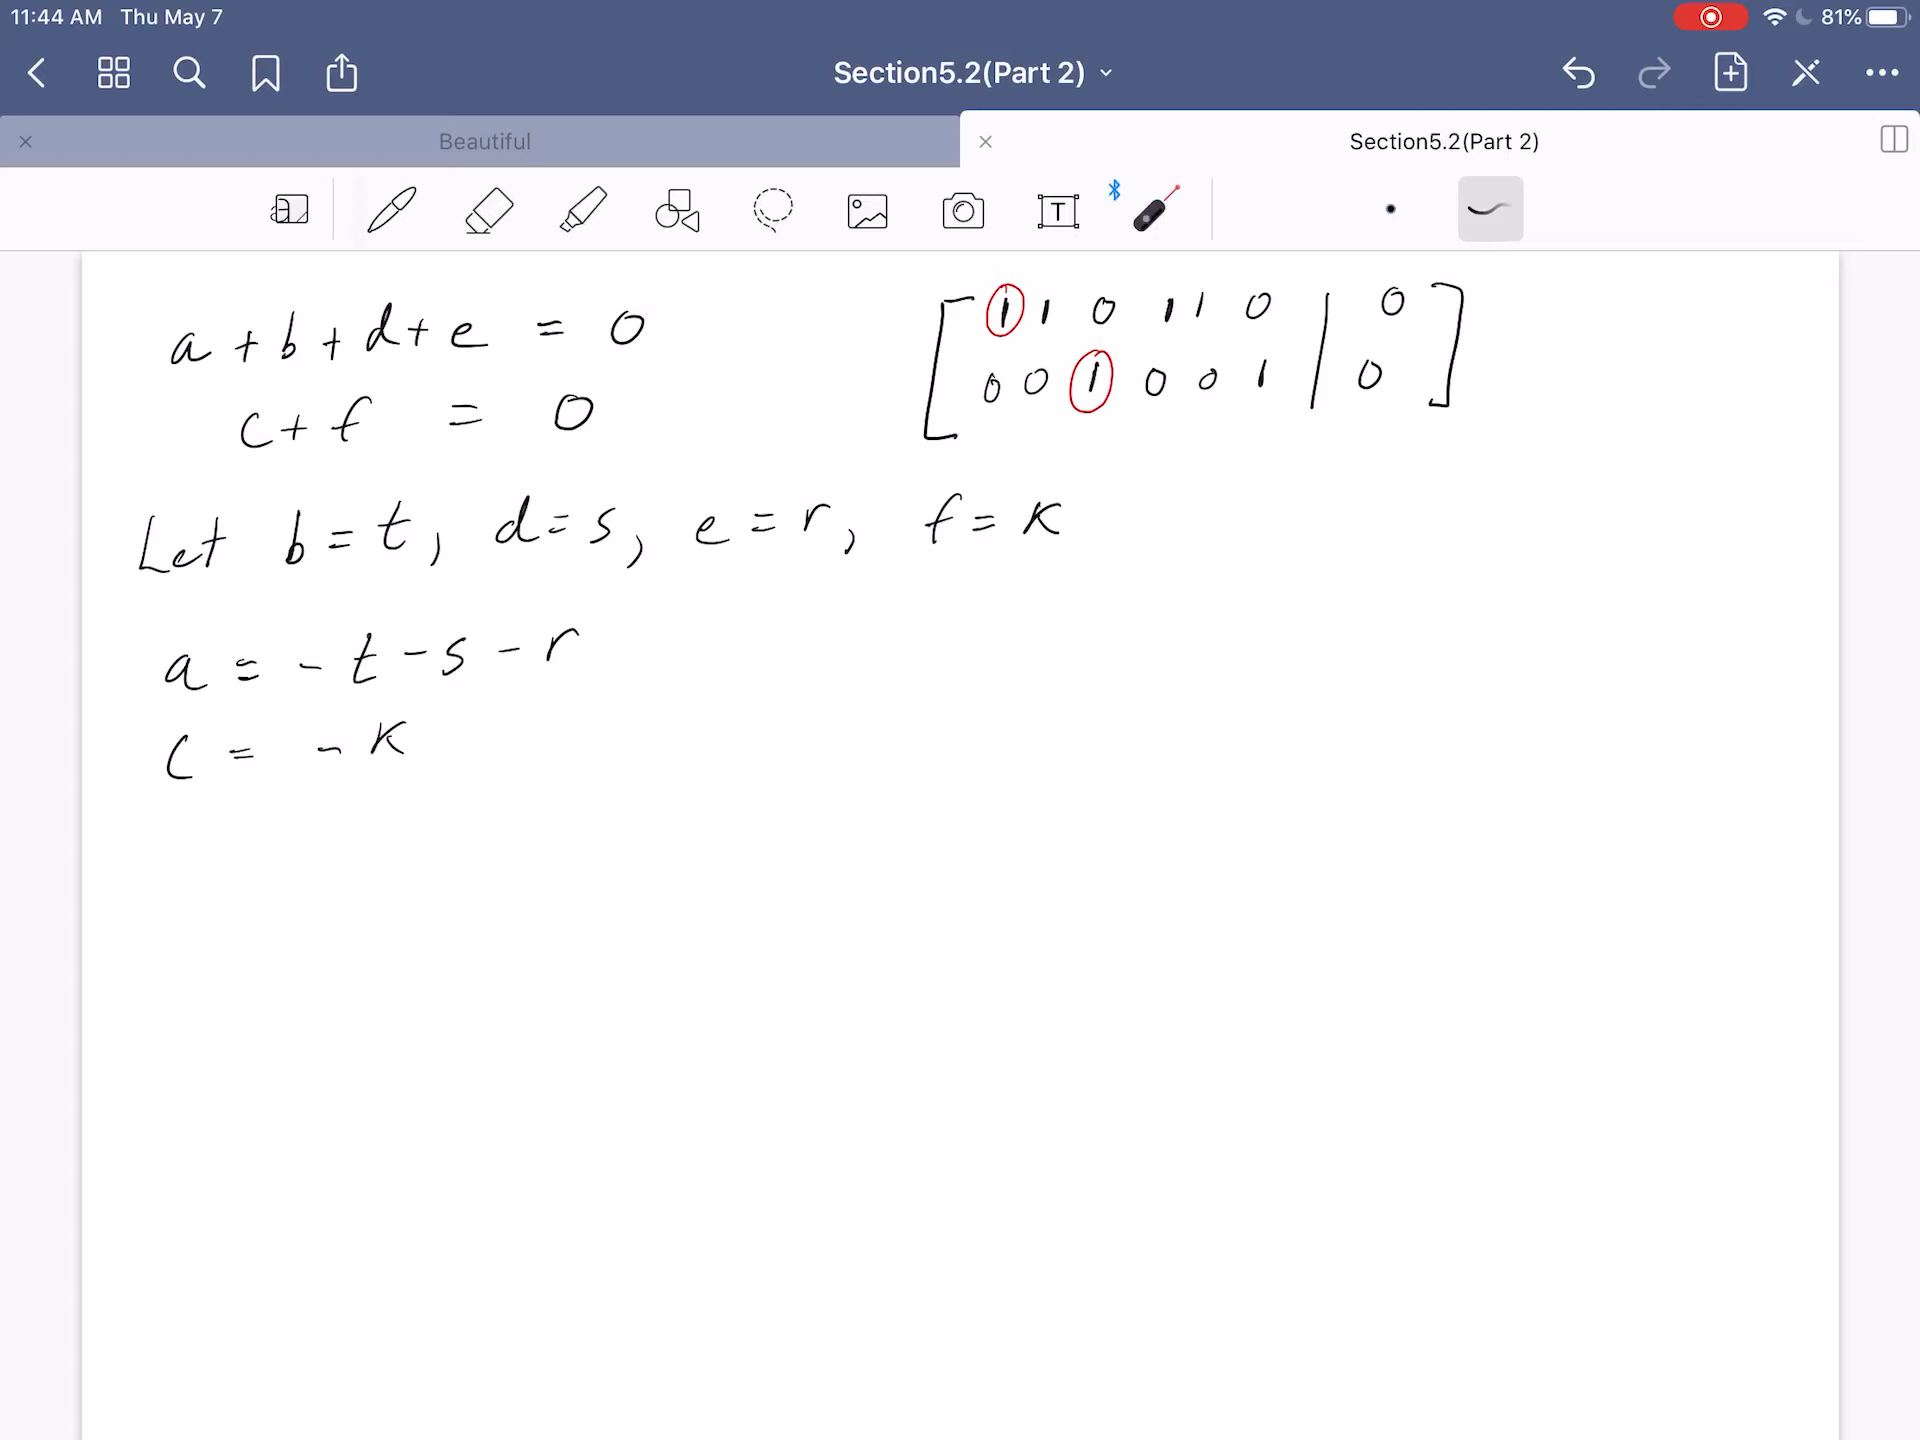 11:44 AM Thu May 7
81%
Section5.2(Part 2)
Beautiful
Section5.2(Part 2)
a + b + d + e = 0
c + f = 0
[ 1 1 0 1 1 0 | 0 ]
[ 0 0 1 0 0 1 | 0 ]
Let b = t, d = s, e = r, f = k
a = - t - s - r
c = - k